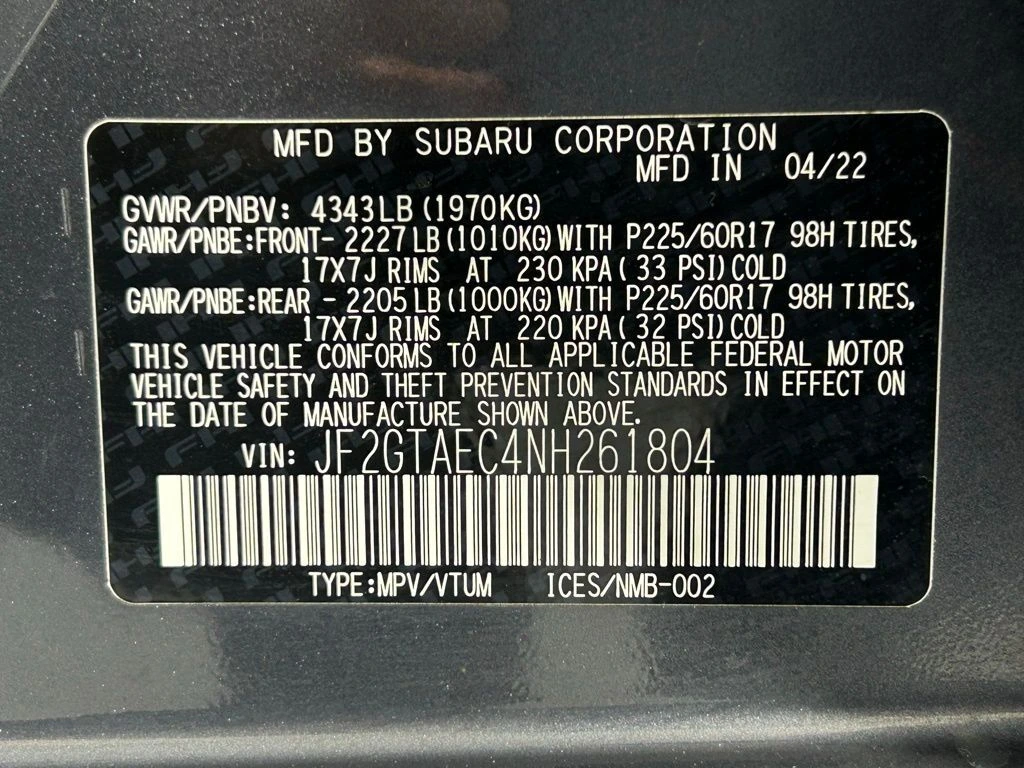 MFD BY SUBARU CORPORATION
MFD IN 04/22
GVWR/PNBV: 4343LB (1970KG)
GAWR/PNBE:FRONT- 2227 LB (1010KG) WITH P225/60R17 98H TIRES,
17X7J RIMS AT 230 KPA ( 33 PSI) COLD
GAWR/PNBE:REAR - 2205 LB (1000KG) WITH P225/60R17 98H TIRES,
17X7J RIMS AT 220 KPA ( 32 PSI) COLD
THIS VEHICLE CONFORMS TO ALL APPLICABLE FEDERAL MOTOR
VEHICLE SAFETY AND THEFT PREVENTION STANDARDS IN EFFECT ON
THE DATE OF MANUFACTURE SHOWN ABOVE.
VIN: JF2GTAEC4NH261804
TYPE:MPV/VTUM ICES/NMB-002